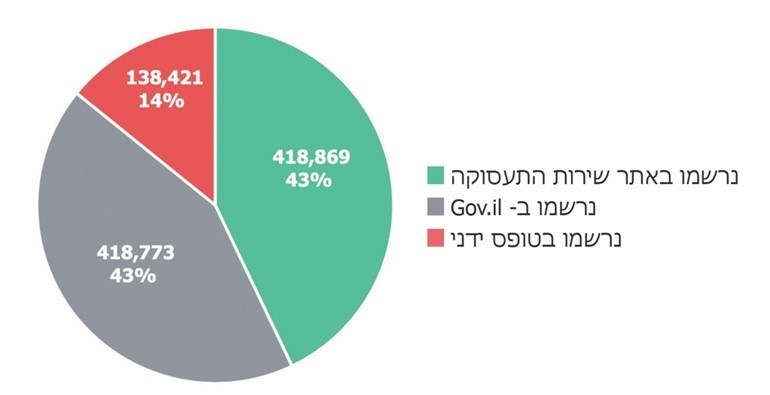 138,421
14%
418,869
43%
418,773
43%
נרשמו באתר שירות התעסוקה
נרשמו ב- Gov.il
נרשמו בטופס ידני